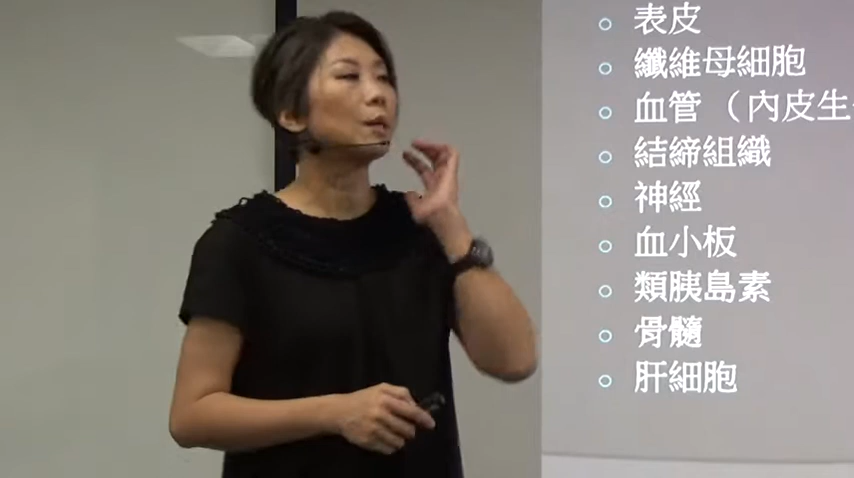 表皮
纖維母細胞
血管 （內皮生
結締組織
神經
血小板
類胰島素
骨髓
肝細胞